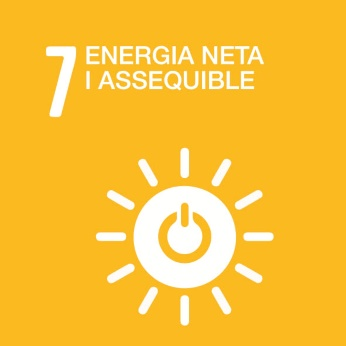 7 ENERGIA NETA
I ASSEQUIBLE